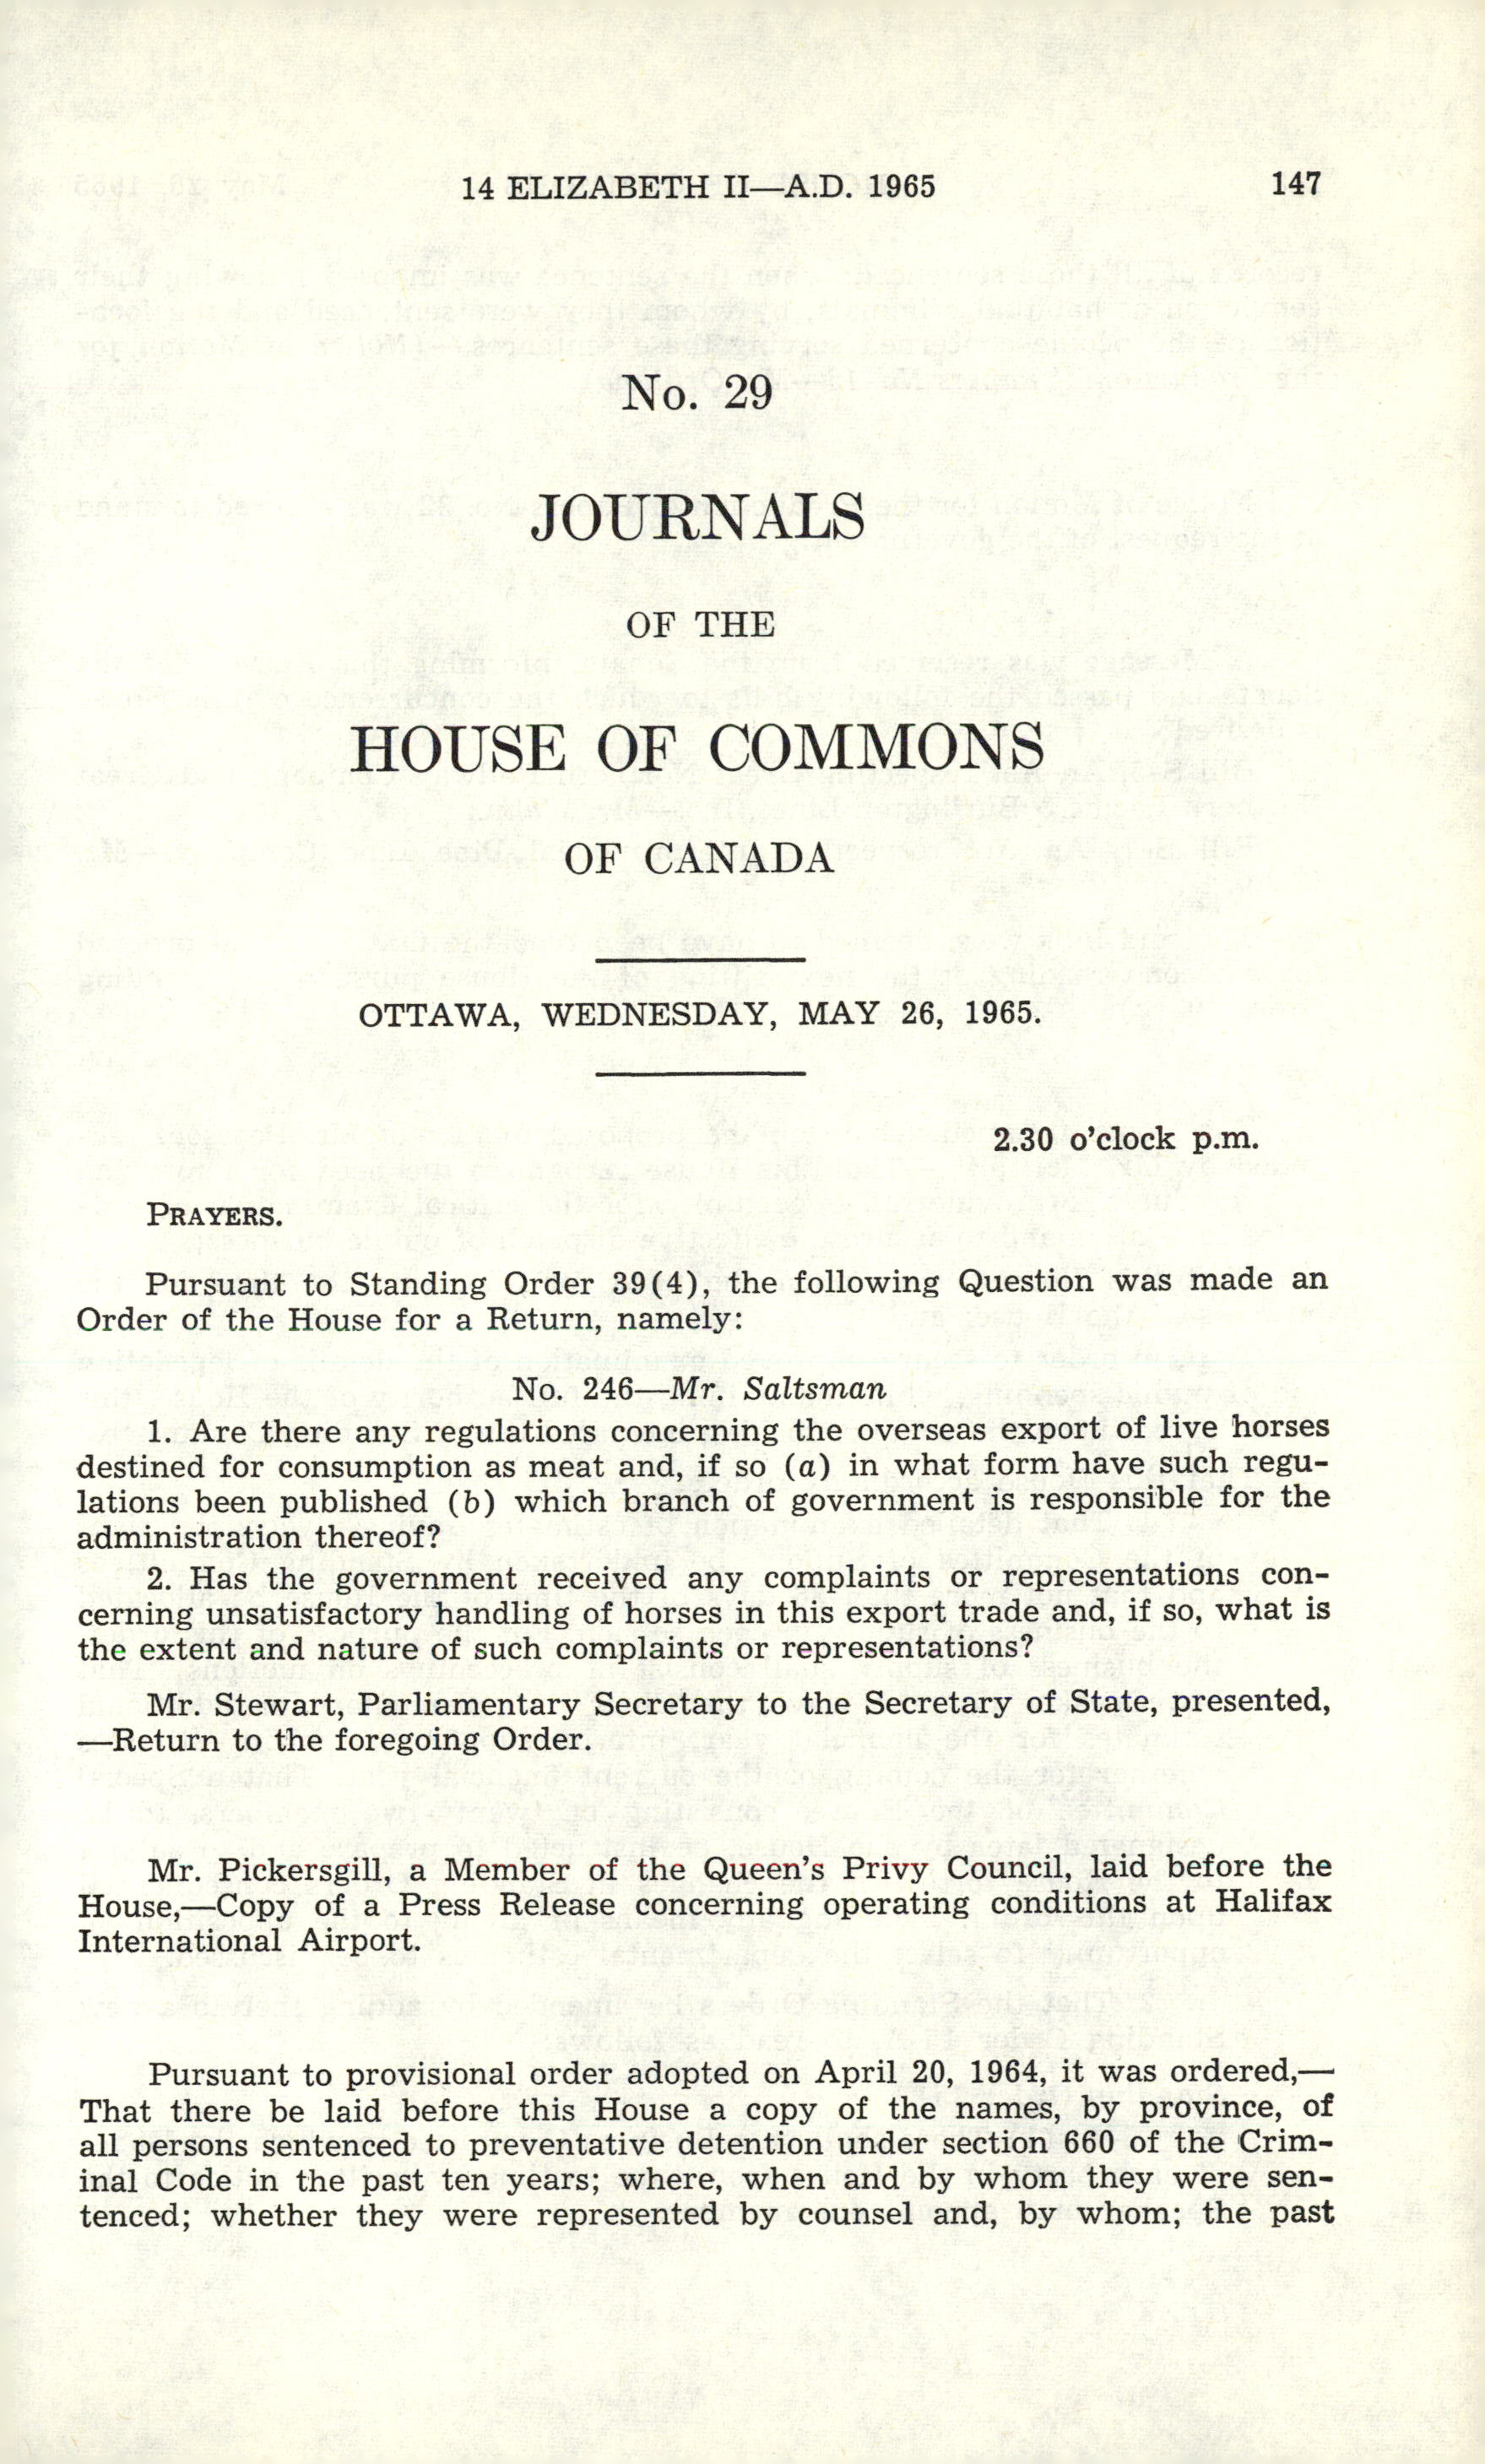 14 ELIZABETH II—A.D. 1965 147
No. 29
JOURNALS
OF THE
HOUSE OF COMMONS
OF CANADA
OTTAWA, WEDNESDAY, MAY 26, 1965.
2.30 o'clock p.m.
PRAYERS.
Pursuant to Standing Order 39(4), the following Question was made an
Order of the House for a Return, namely:
No. 246—Mr. Saltsman
1. Are there any regulations concerning the overseas export of live horses
destined for consumption as meat and, if so (a) in what form have such regu-
lations been published (b) which branch of government is responsible for the
administration thereof?
2. Has the government received any complaints or representations con-
cerning unsatisfactory handling of horses in this export trade and, if so, what is
the extent and nature of such complaints or representations?
Mr. Stewart, Parliamentary Secretary to the Secretary of State, presented,
—Return to the foregoing Order.
Mr. Pickersgill, a Member of the Queen's Privy Council, laid before the
House,—Copy of a Press Release concerning operating conditions at Halifax
International Airport.
Pursuant to provisional order adopted on April 20, 1964, it was ordered,—
That there be laid before this House a copy of the names, by province, of
all persons sentenced to preventative detention under section 660 of the Crim-
inal Code in the past ten years; where, when and by whom they were sen-
tenced; whether they were represented by counsel and, by whom; the past